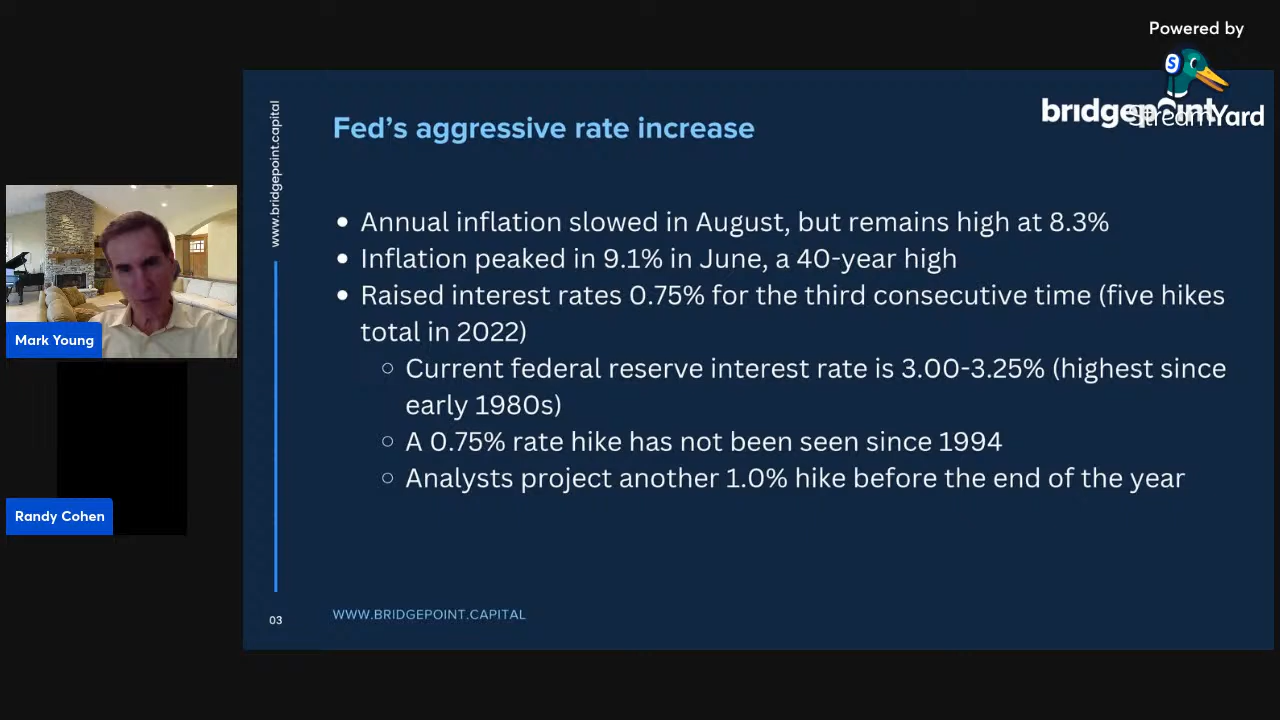 Powered by
StreamYard
bridgepoint
www.bridgepoint.capital
Fed's aggressive rate increase
• Annual inflation slowed in August, but remains high at 8.3%
• Inflation peaked in 9.1% in June, a 40-year high
• Raised interest rates 0.75% for the third consecutive time (five hikes
total in 2022)
○ Current federal reserve interest rate is 3.00-3.25% (highest since
early 1980s)
○ A 0.75% rate hike has not been seen since 1994
○ Analysts project another 1.0% hike before the end of the year
Mark Young
Randy Cohen
03
WWW.BRIDGEPOINT.CAPITAL